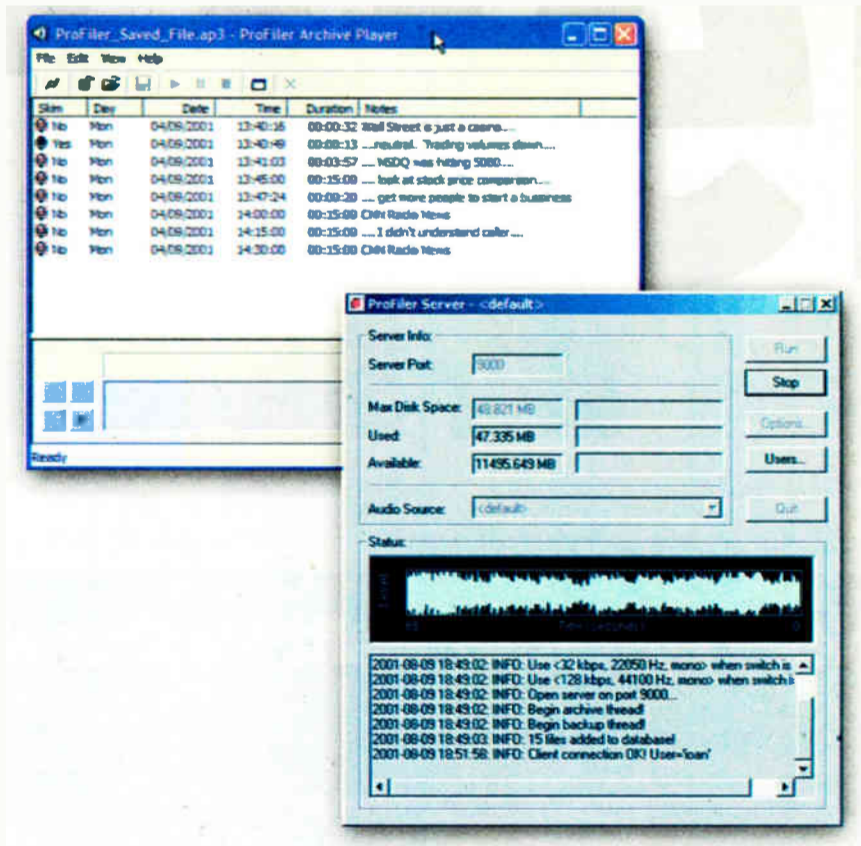 ProFiler_Saved_File.ap3 - ProFiler Archive Player
File Edit View Help
Skim Day Date Time Duration Notes
No Mon 04/09/2001 13:40:16 00:00:32 Wall Street is just a casino....
Yes Mon 04/09/2001 13:40:49 00:00:13 ....neutral. Trading volumes down....
No Mon 04/09/2001 13:41:03 00:03:57 .... NSDQ was hitting 5080....
No Mon 04/09/2001 13:45:00 00:15:00 .... look at stock price comparison....
No Mon 04/09/2001 13:47:24 00:00:20 .... get more people to start a bussiness
No Mon 04/09/2001 14:00:00 00:15:00 CNN Radio News
No Mon 04/09/2001 14:15:00 00:15:00 .... I didn't understand caller....
No Mon 04/09/2001 14:30:00 00:15:00 CNN Radio News
Ready
ProFiler Server - <default>
Server Info:
Server Port: 9000
Run
Stop
Max Disk Space: 48.821 MB
Options...
Used: 47.335 MB
Available: 11495.649 MB
Users...
Audio Source: <default>
Quit
Status:
Level
Time (seconds)
2001-08-09 18:49:02: INFO: Use <32 kbps, 22050 Hz, mono> when switch is
2001-08-09 18:49:02: INFO: Use <128 kbps, 44100 Hz, mono> when switch is
2001-08-09 18:49:02: INFO: Open server on port 9000...
2001-08-09 18:49:02: INFO: Begin archive thread!
2001-08-09 18:49:02: INFO: Begin backup thread!
2001-08-09 18:49:03: INFO: 15 files added to database!
2001-08-09 18:51:56: INFO: Client connection OK! User='ioan'